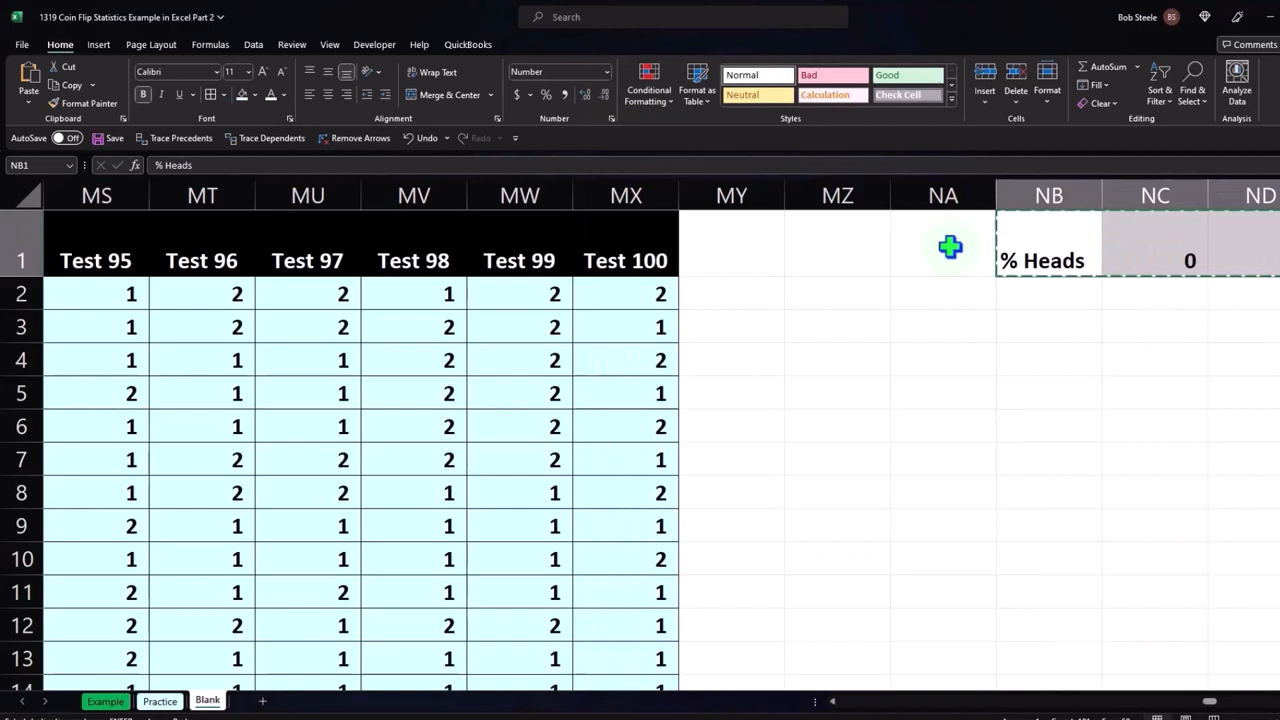 1319 Coin Flip Statistics Example in Excel Part 2
Search
Bob Steele BS
File Home Insert Page Layout Formulas Data Review View Developer Help QuickBooks Comments
Paste Cut Copy Format Painter Clipboard
Calibri 11 B I U A Font
Wrap Text Merge & Center Alignment
Number $ % Number
Conditional Formatting Format as Table
Normal Bad Good
Neutral Calculation Check Cell
Styles
Insert Delete Format Cells
AutoSum Fill Clear Sort & Filter Find & Select Editing
Analyze Data Analysis
AutoSave Off Save Trace Precedents Trace Dependents Remove Arrows Undo Redo
NB1 fx % Heads
MS MT MU MV MW MX MY MZ NA NB NC ND
1 Test 95 Test 96 Test 97 Test 98 Test 99 Test 100 % Heads 0
2 1 2 2 1 2 2
3 1 2 2 2 2 1
4 1 1 1 2 2 2
5 2 1 1 2 2 1
6 1 1 1 2 2 2
7 1 2 2 2 2 1
8 1 2 2 1 1 2
9 2 1 1 1 1 1
10 1 1 1 1 1 2
11 2 1 2 1 1 1
12 2 2 1 2 2 1
13 2 1 1 1 1 1
14
Example Practice Blank